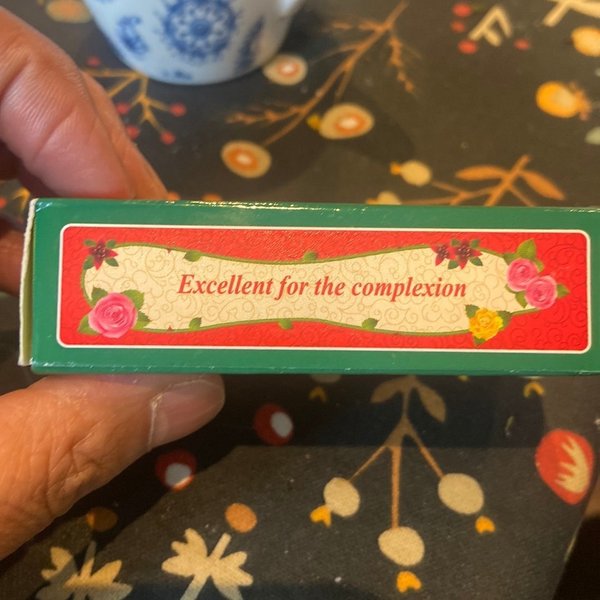 Excellent for the complexion